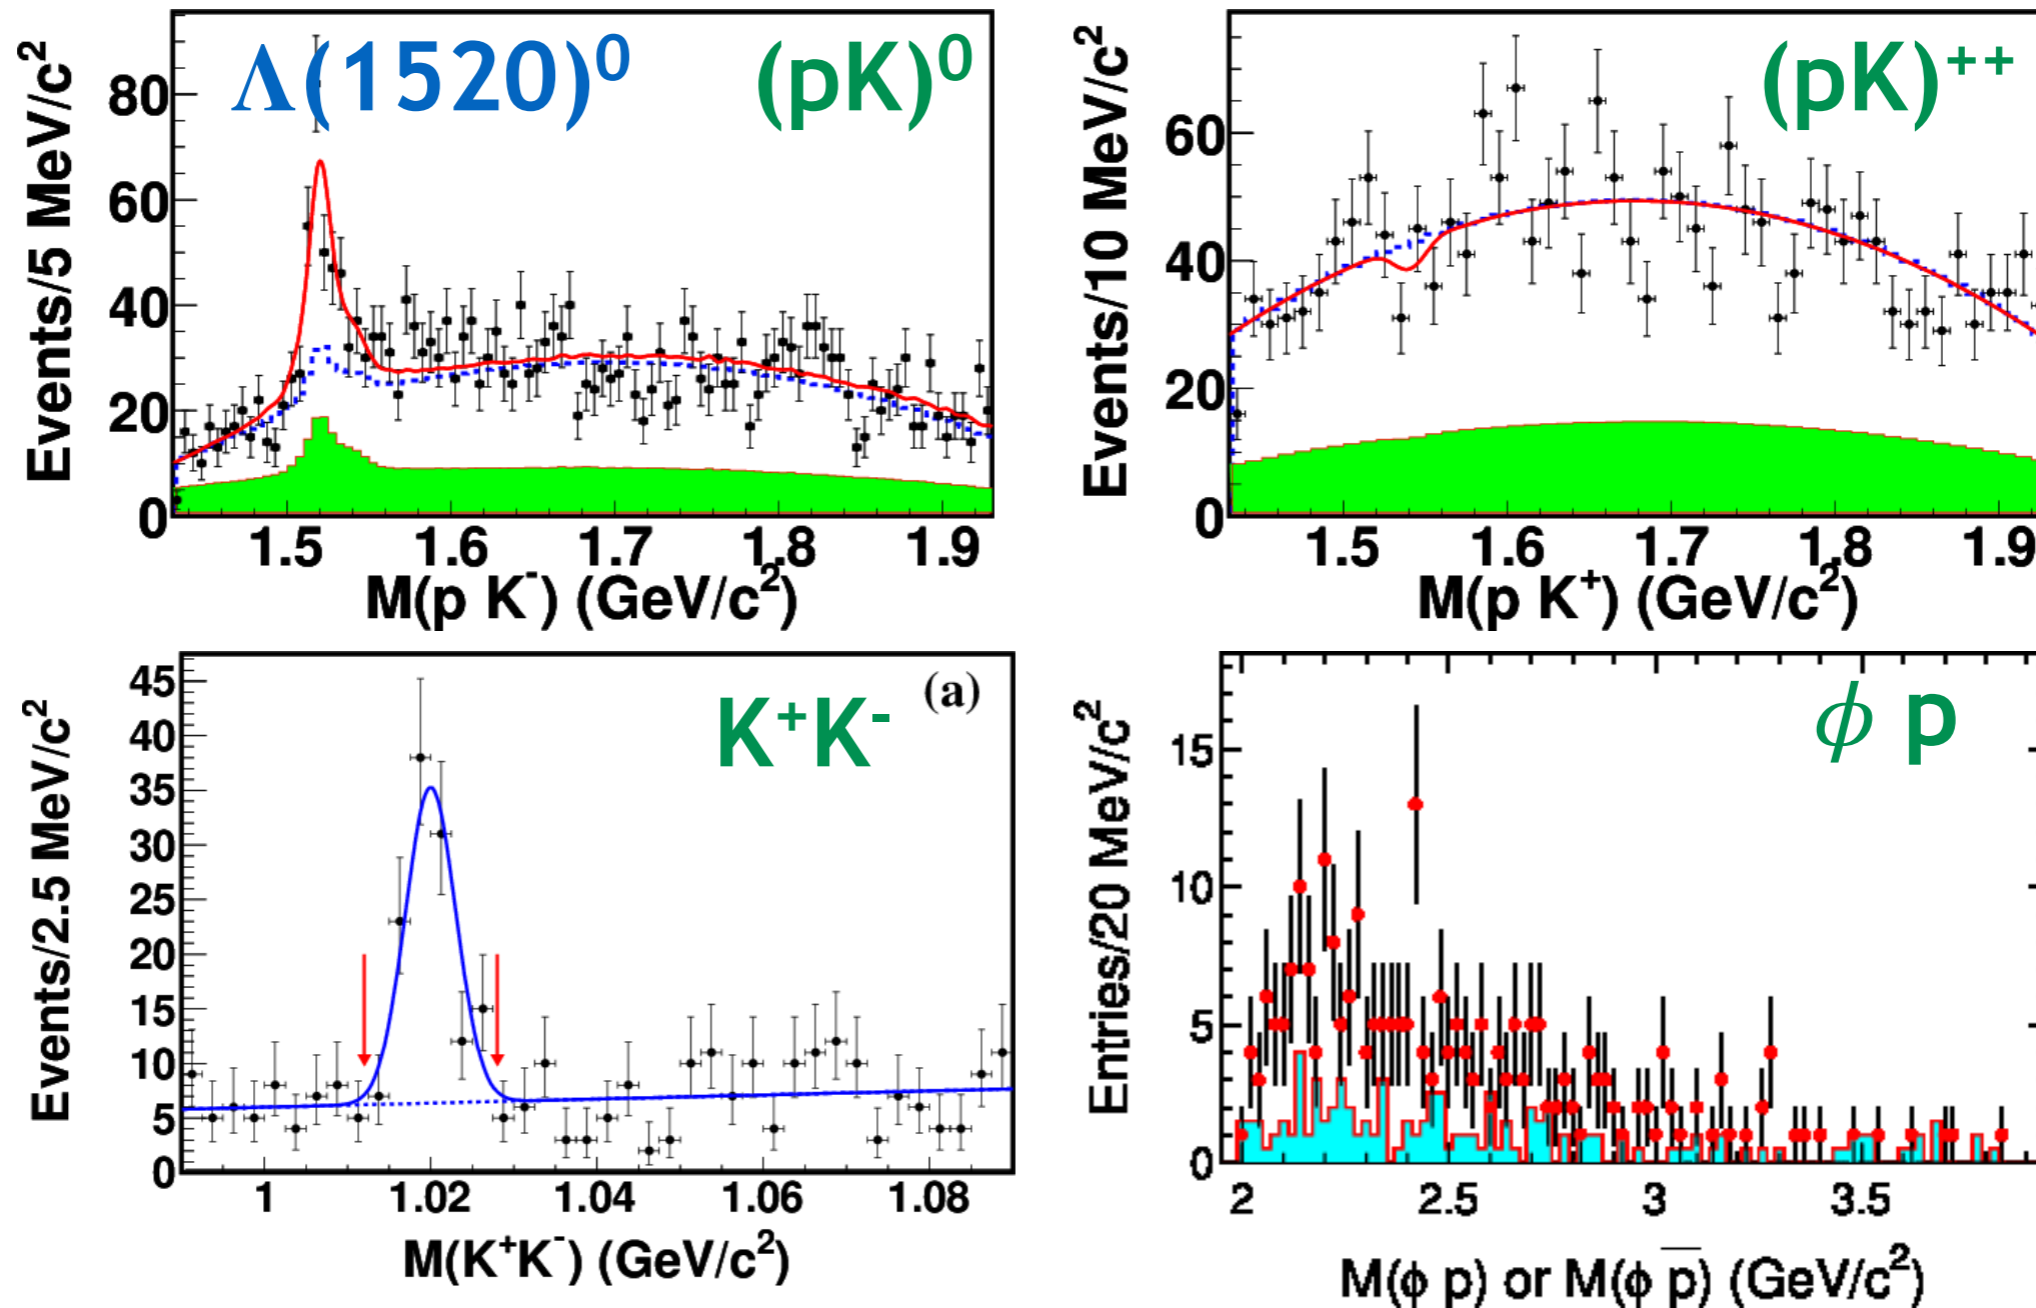 Λ(1520)⁰ (pK)⁰
Events/5 MeV/c²
80
60
40
20
0
1.5 1.6 1.7 1.8 1.9
M(p K⁻) (GeV/c²)
(pK)⁺⁺
Events/10 MeV/c²
60
40
20
0
1.5 1.6 1.7 1.8 1.9
M(p K⁺) (GeV/c²)
K⁺K⁻ (a)
Events/2.5 MeV/c²
45
40
35
30
25
20
15
10
5
0
1 1.02 1.04 1.06 1.08
M(K⁺K⁻) (GeV/c²)
ϕ p
Entries/20 MeV/c²
15
10
5
0
2 2.5 3 3.5
M(ϕ p) or M(ϕ p̅) (GeV/c²)